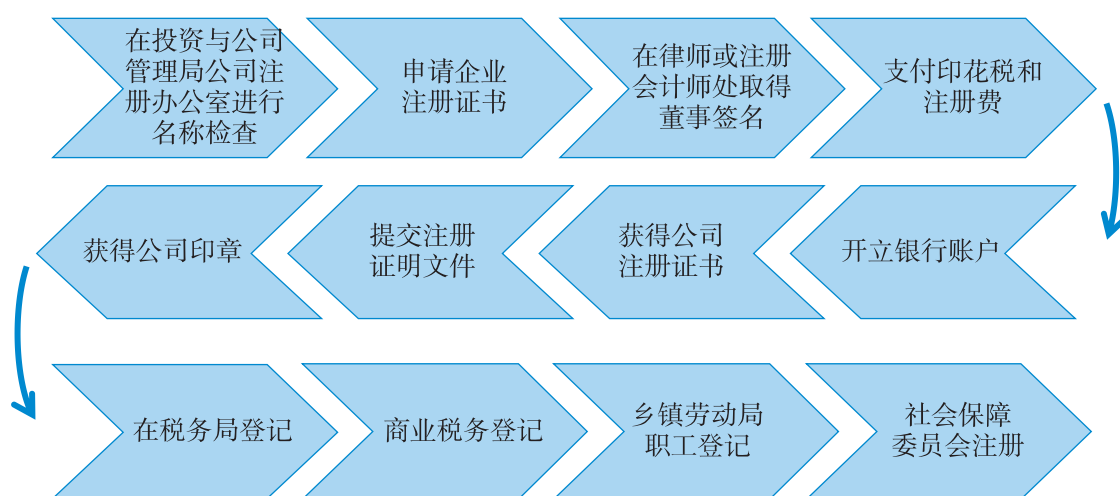 在投资与公司
管理局公司注
册办公室进行
名称检查
申请企业
注册证书
在律师或注册
会计师处取得
董事签名
支付印花税和
注册费
开立银行账户
获得公司
注册证书
提交注册
证明文件
获得公司印章
在税务局登记
商业税务登记
乡镇劳动局
职工登记
社会保障
委员会注册